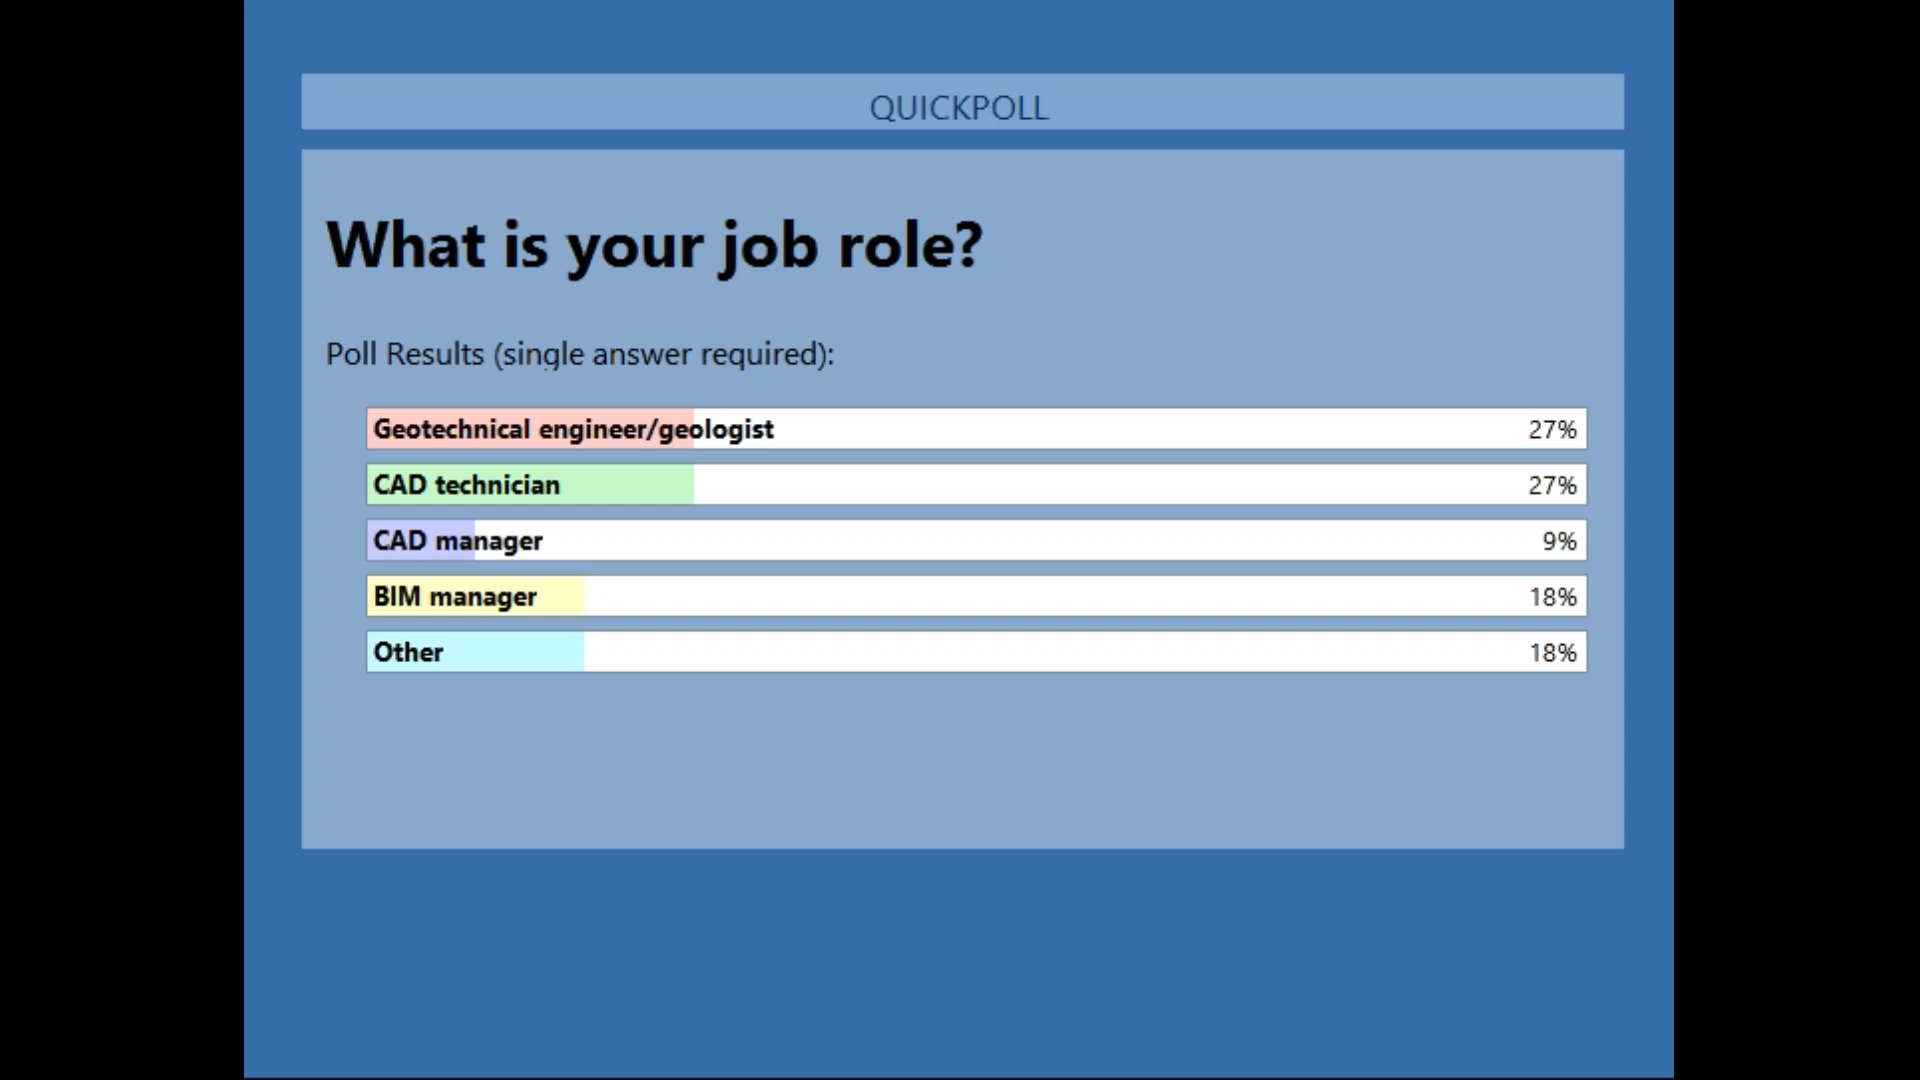 QUICKPOLL
What is your job role?
Poll Results (single answer required):
Geotechnical engineer/geologist 27%
CAD technician 27%
CAD manager 9%
BIM manager 18%
Other 18%